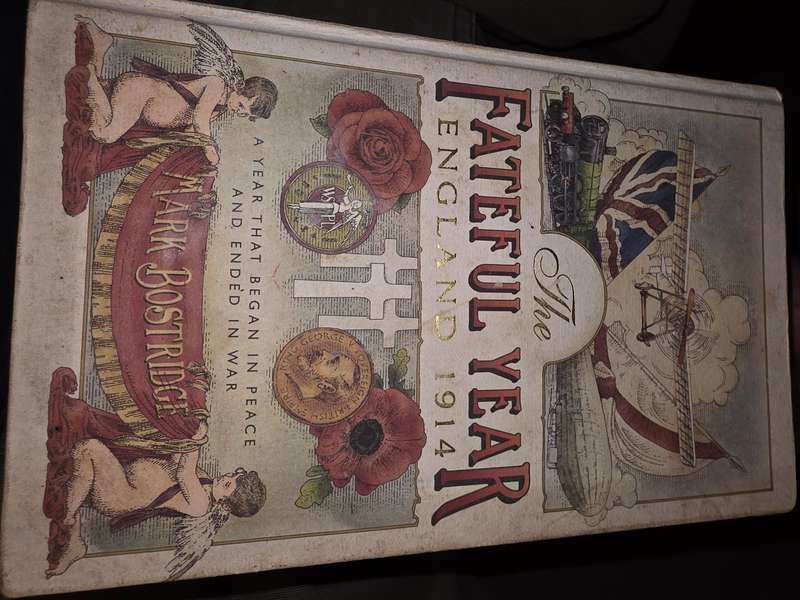 The
FATEFUL YEAR
ENGLAND 1914
A YEAR THAT BEGAN IN PEACE
AND ENDED IN WAR
MARK BOSTRIDGE